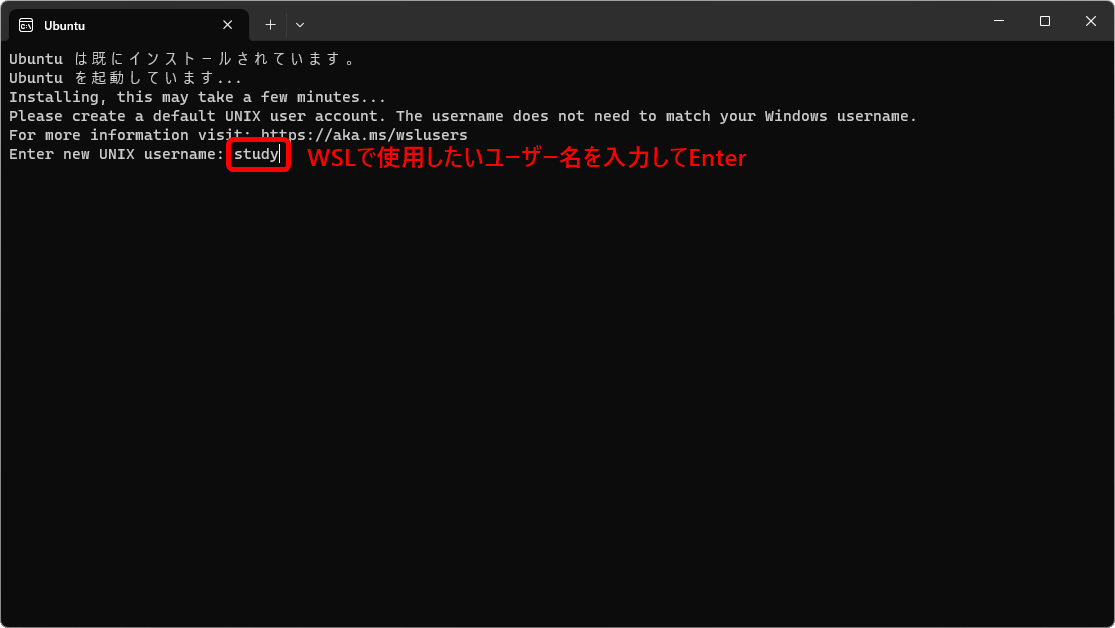 Ubuntu
Ubuntu は既にインストールされています。
Ubuntu を起動しています...
Installing, this may take a few minutes...
Please create a default UNIX user account. The username does not need to match your Windows username.
For more information visit: https://aka.ms/wslusers
Enter new UNIX username: study WSLで使用したいユーザー名を入力してEnter